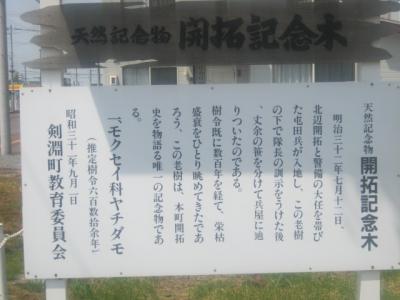 天然記念物 開拓記念木
天然記念物 開拓記念木
明治三十二年七月十二日、
北辺開拓と警備の大任を帯び
た屯田兵が入地し、この老樹
の下で隊長の訓示をうけた後
、丈余の笹を分けて兵屋に辿
りついたのである。
樹令既に数百年を経て、栄枯
盛衰をひとり眺めてきたであ
ろう、この老樹は、本町開拓
史を物語る唯一の記念物であ
る。
一、モクセイ科ヤチダモ
(推定樹令六百数拾余年)
昭和三十二年九月一日
剣淵町教育委員会